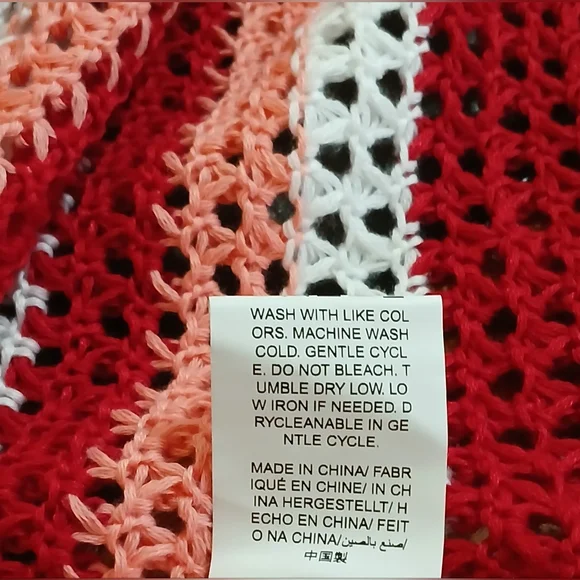 WASH WITH LIKE COL
ORS. MACHINE WASH
COLD. GENTLE CYCL
E. DO NOT BLEACH. T
UMBLE DRY LOW. LO
W IRON IF NEEDED. D
RYCLEANABLE IN GE
NTLE CYCLE.
MADE IN CHINA/ FABR
IQUÉ EN CHINE/ IN CH
INA HERGESTELLT/ H
ECHO EN CHINA/ FEIT
O NA CHINA/صنع بالصين/
中国製